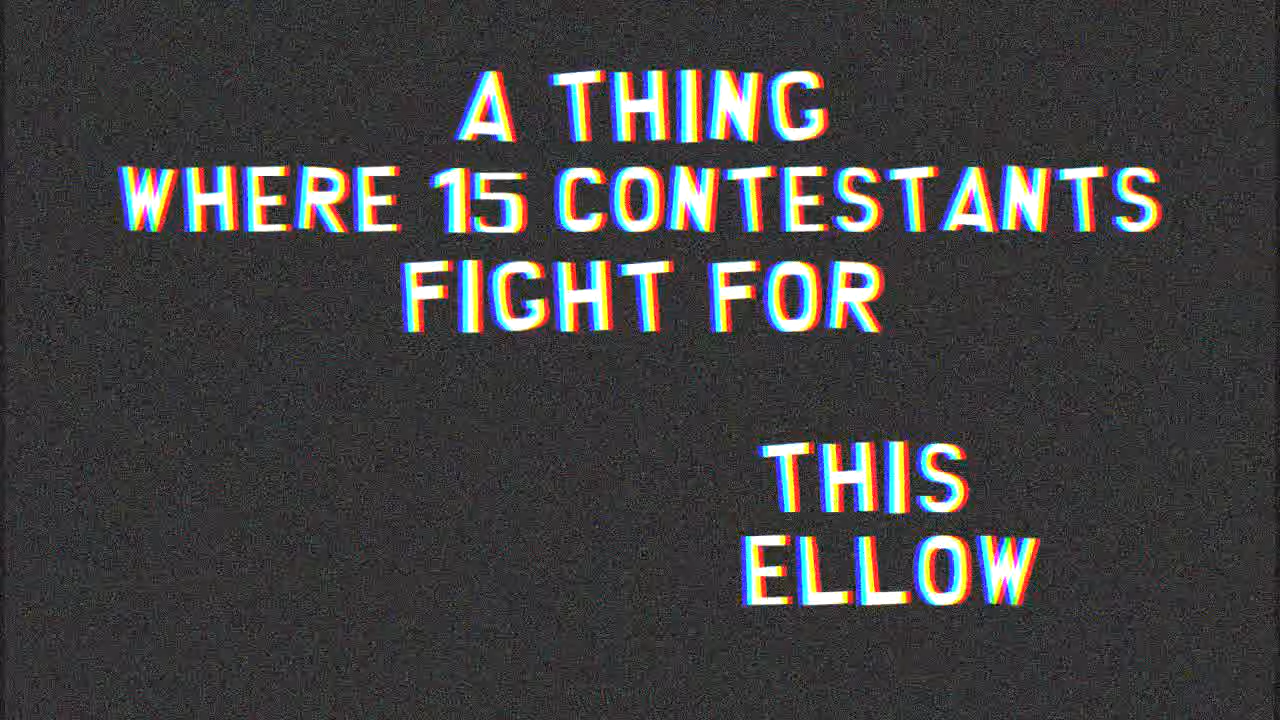 A THING
WHERE 15 CONTESTANTS
FIGHT FOR
THIS
ELLOW